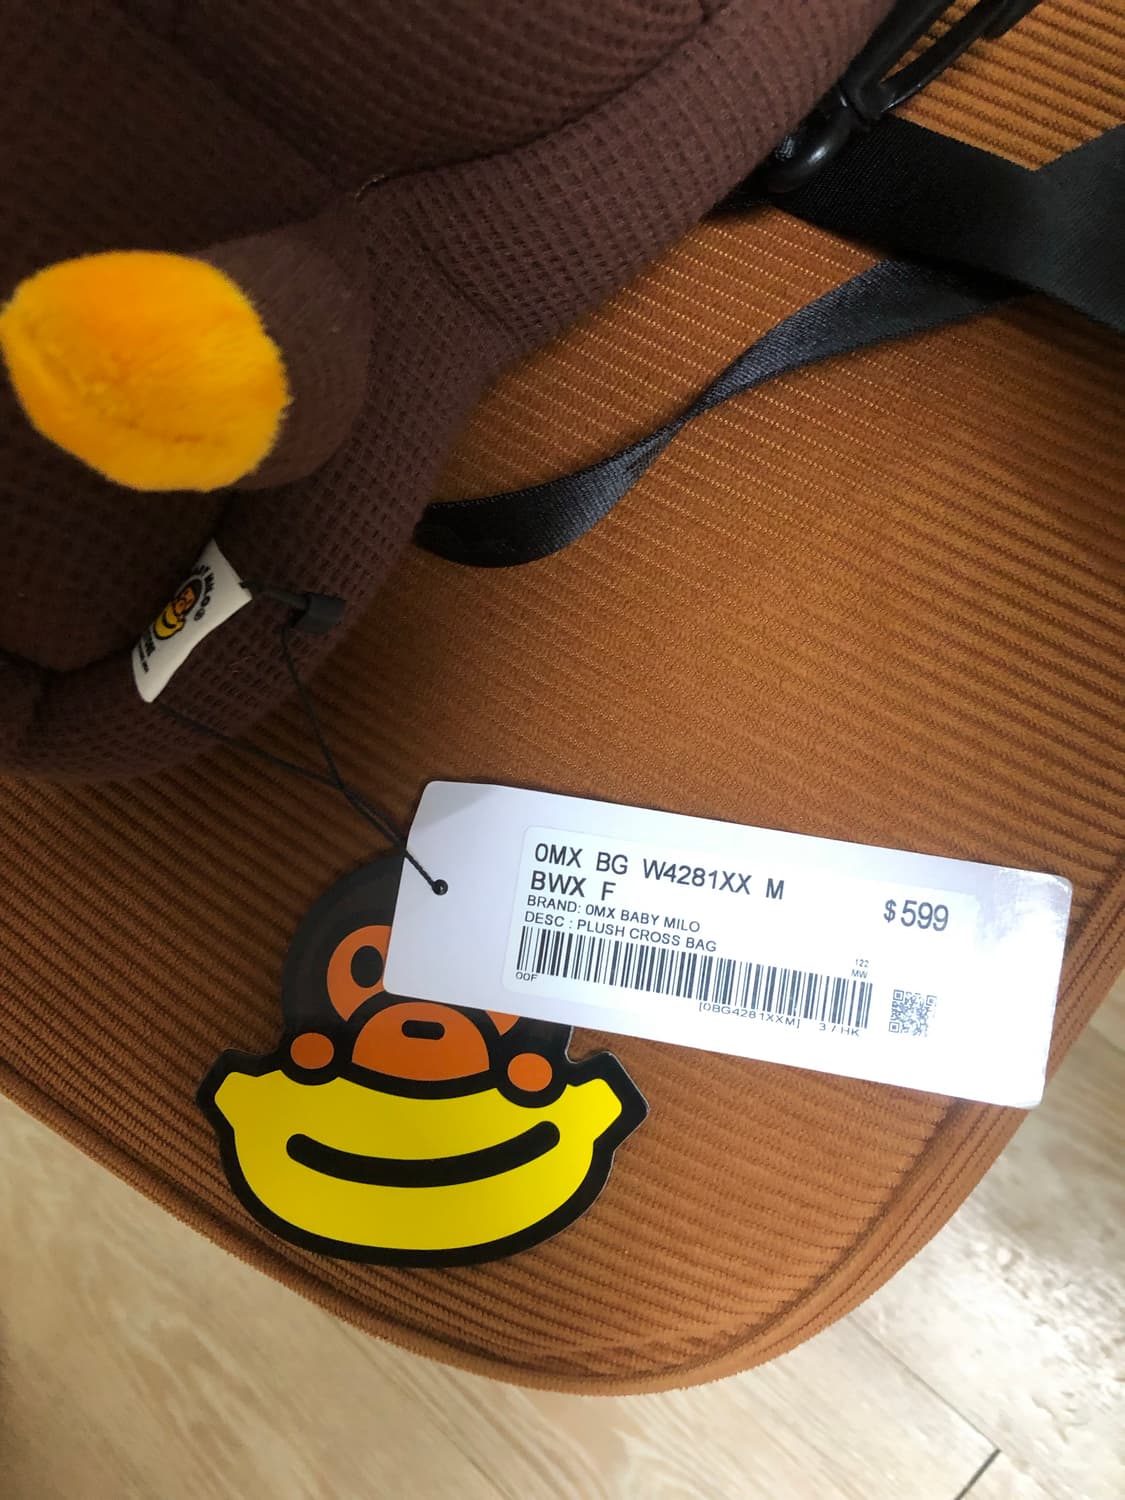 0MX BG W4281XX M
BWX F
$599
BRAND: 0MX BABY MILO
DESC : PLUSH CROSS BAG
122
MW
00F
[0BG4281XXM] 3 / HK
MILO®